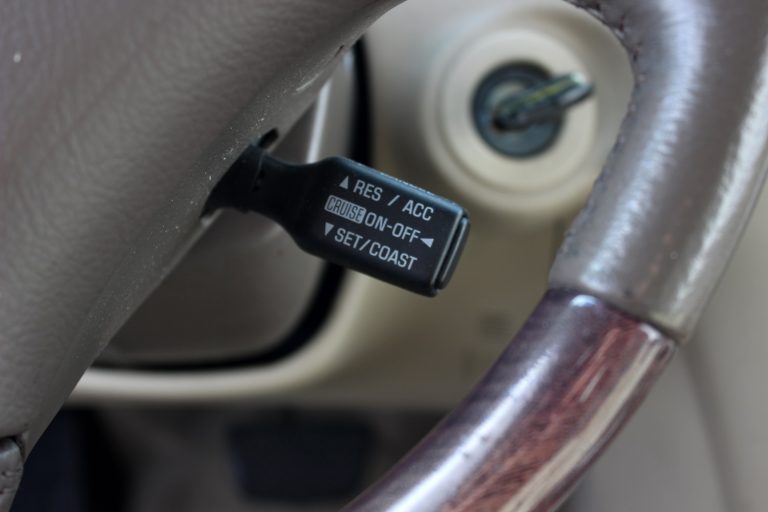 ▲ RES / ACC
CRUISE ON-OFF ◀
▼ SET/COAST